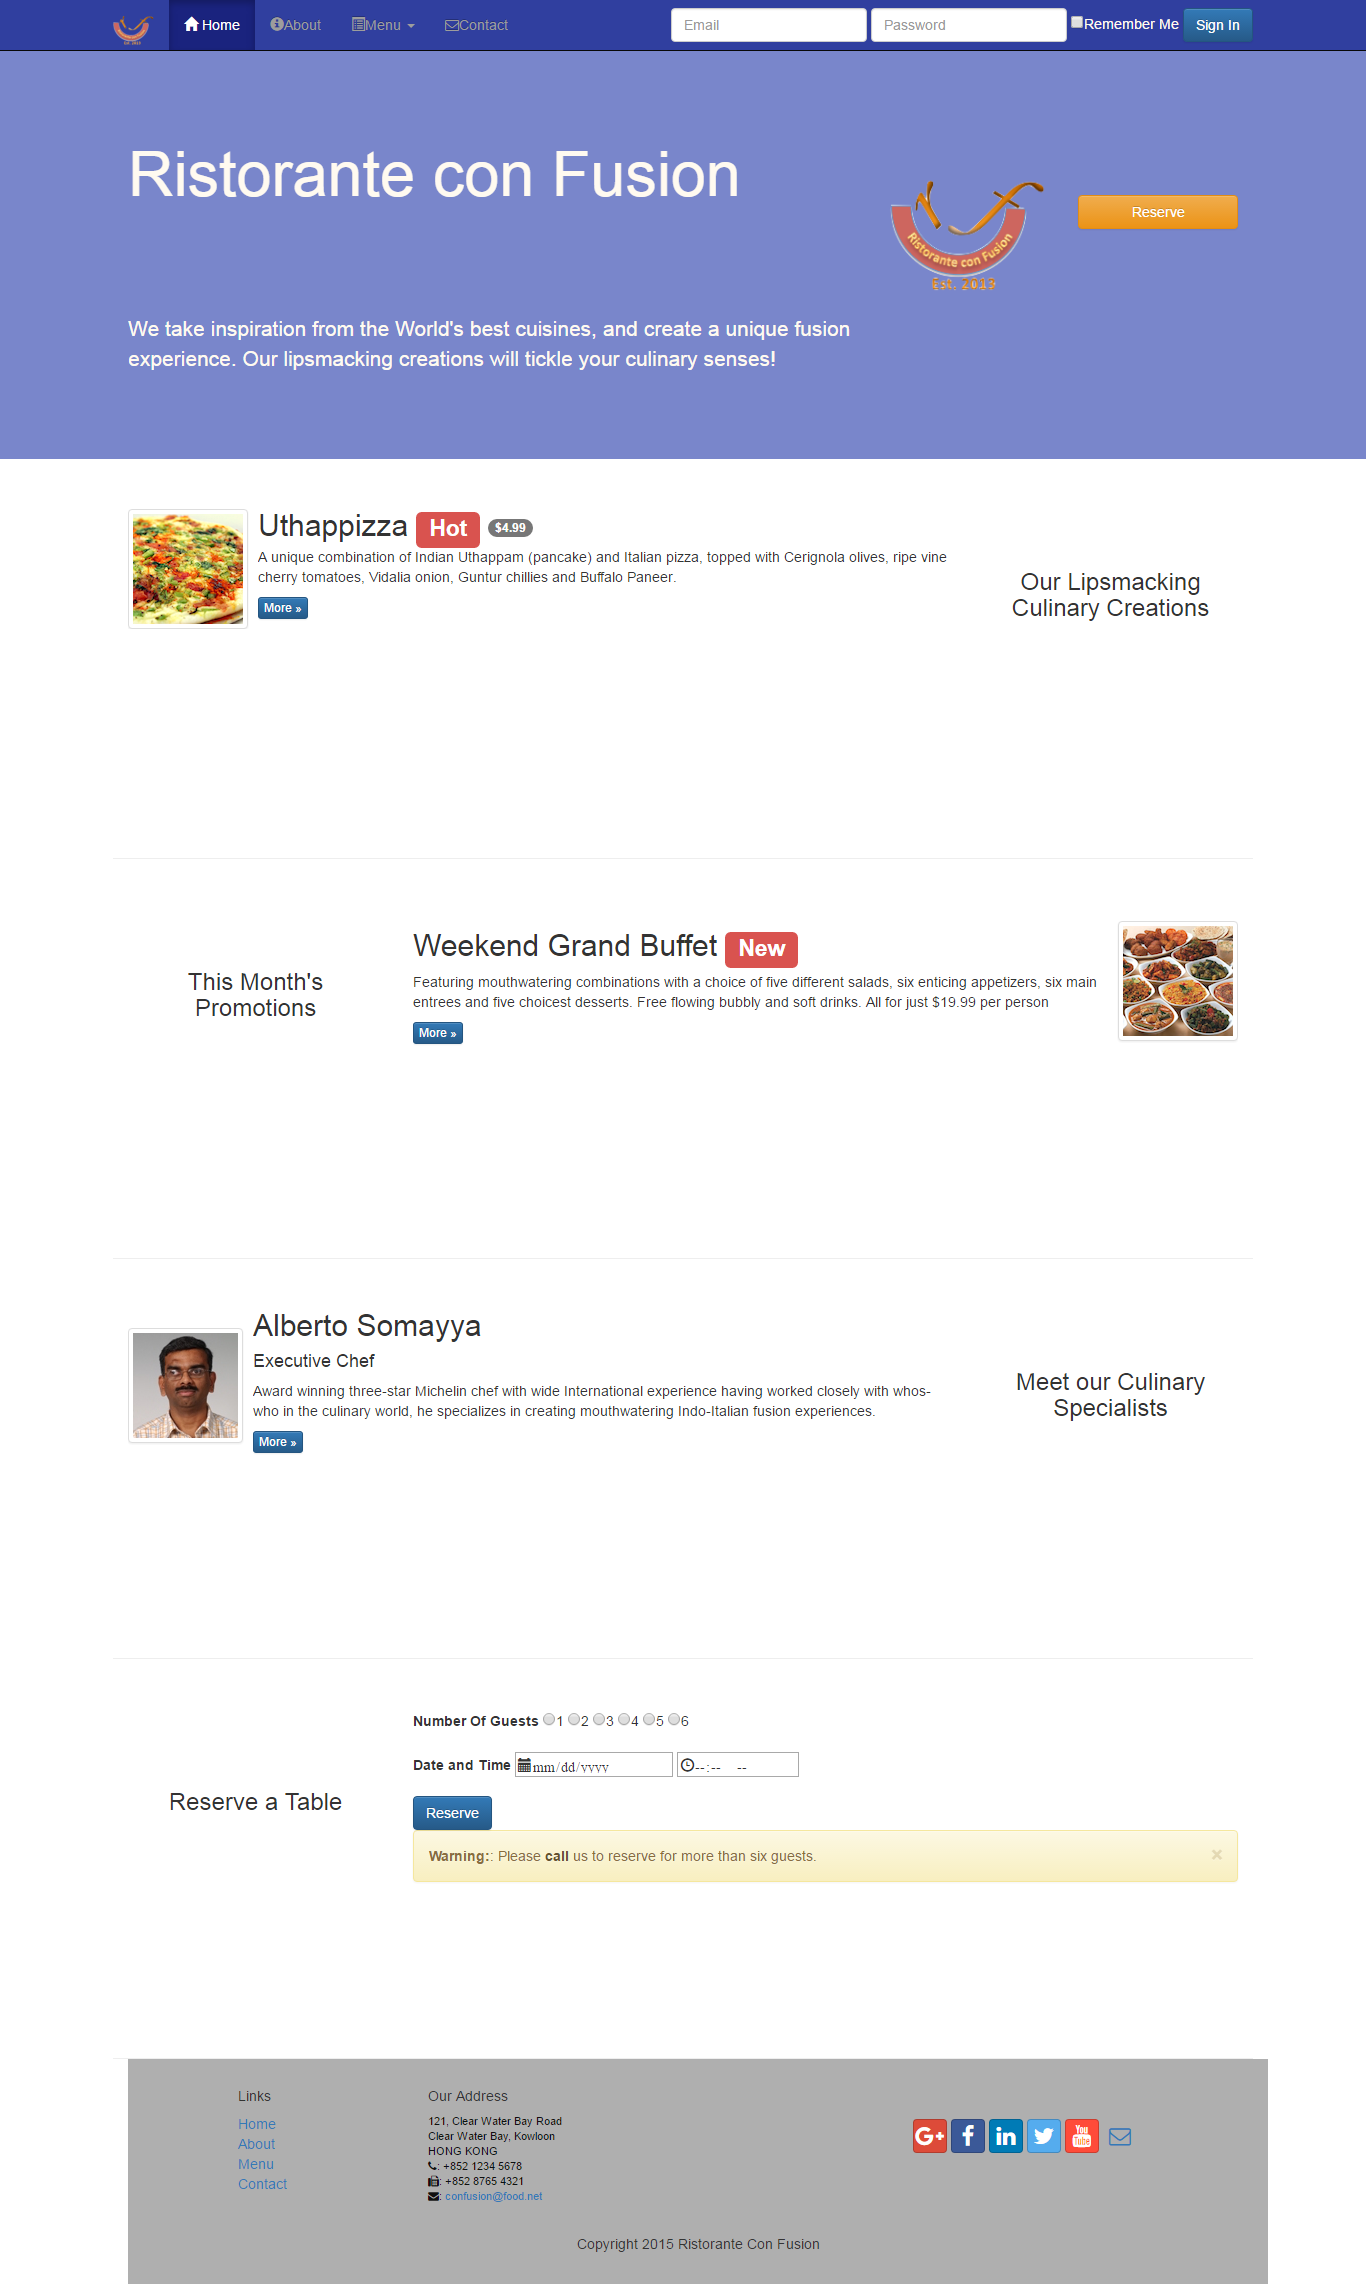 Est. 2015
Home About Menu Contact Email Password Remember Me Sign In
Ristorante con Fusion
Ristorante con Fusion
Est. 2015
Reserve
We take inspiration from the World's best cuisines, and create a unique fusion
experience. Our lipsmacking creations will tickle your culinary senses!
Uthappizza Hot $4.99
A unique combination of Indian Uthappam (pancake) and Italian pizza, topped with Cerignola olives, ripe vine
cherry tomatoes, Vidalia onion, Guntur chillies and Buffalo Paneer.
More »
Our Lipsmacking
Culinary Creations
This Month's
Promotions
Weekend Grand Buffet New
Featuring mouthwatering combinations with a choice of five different salads, six enticing appetizers, six main
entrees and five choicest desserts. Free flowing bubbly and soft drinks. All for just $19.99 per person
More »
Alberto Somayya
Executive Chef
Award winning three-star Michelin chef with wide International experience having worked closely with whos-
who in the culinary world, he specializes in creating mouthwatering Indo-Italian fusion experiences.
More »
Meet our Culinary
Specialists
Reserve a Table
Number Of Guests 1 2 3 4 5 6
Date and Time mm/dd/yyyy --:-- --
Reserve
Warning:: Please call us to reserve for more than six guests. ×
Links
Home
About
Menu
Contact
Our Address
121, Clear Water Bay Road
Clear Water Bay, Kowloon
HONG KONG
: +852 1234 5678
: +852 8765 4321
: confusion@food.net
G+ f in You Tube
Copyright 2015 Ristorante Con Fusion